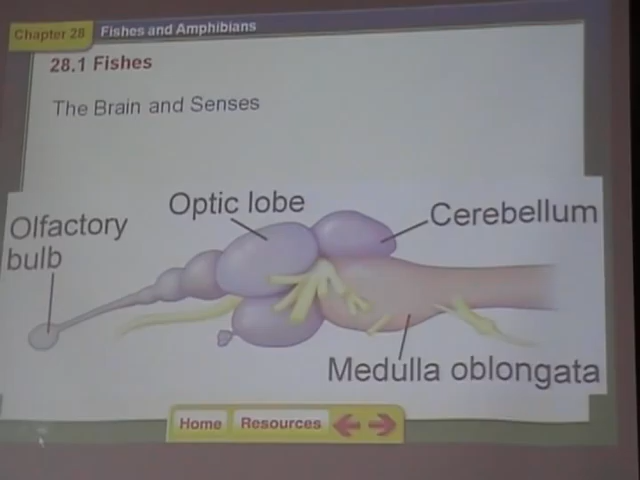 Chapter 28 Fishes and Amphibians
28.1 Fishes
The Brain and Senses
Optic lobe
Olfactory
bulb
Cerebellum
Medulla oblongata
Home Resources